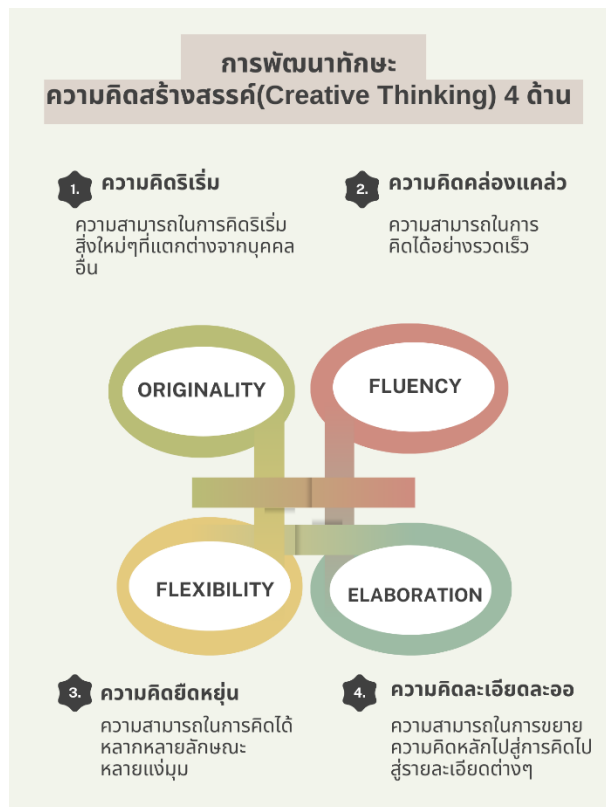 การพัฒนาทักษะ
ความคิดสร้างสรรค์(Creative Thinking) 4 ด้าน
1. ความคิดริเริ่ม
ความสามารถในการคิดริเริ่ม
สิ่งใหม่ๆที่แตกต่างจากบุคคล
อื่น
2. ความคิดคล่องแคล่ว
ความสามารถในการ
คิดได้อย่างรวดเร็ว
ORIGINALITY
FLUENCY
FLEXIBILITY
ELABORATION
3. ความคิดยืดหยุ่น
ความสามารถในการคิดได้
หลากหลายลักษณะ
หลายแง่มุม
4. ความคิดละเอียดละออ
ความสามารถในการขยาย
ความคิดหลักไปสู่การคิดไป
สู่รายละเอียดต่างๆ